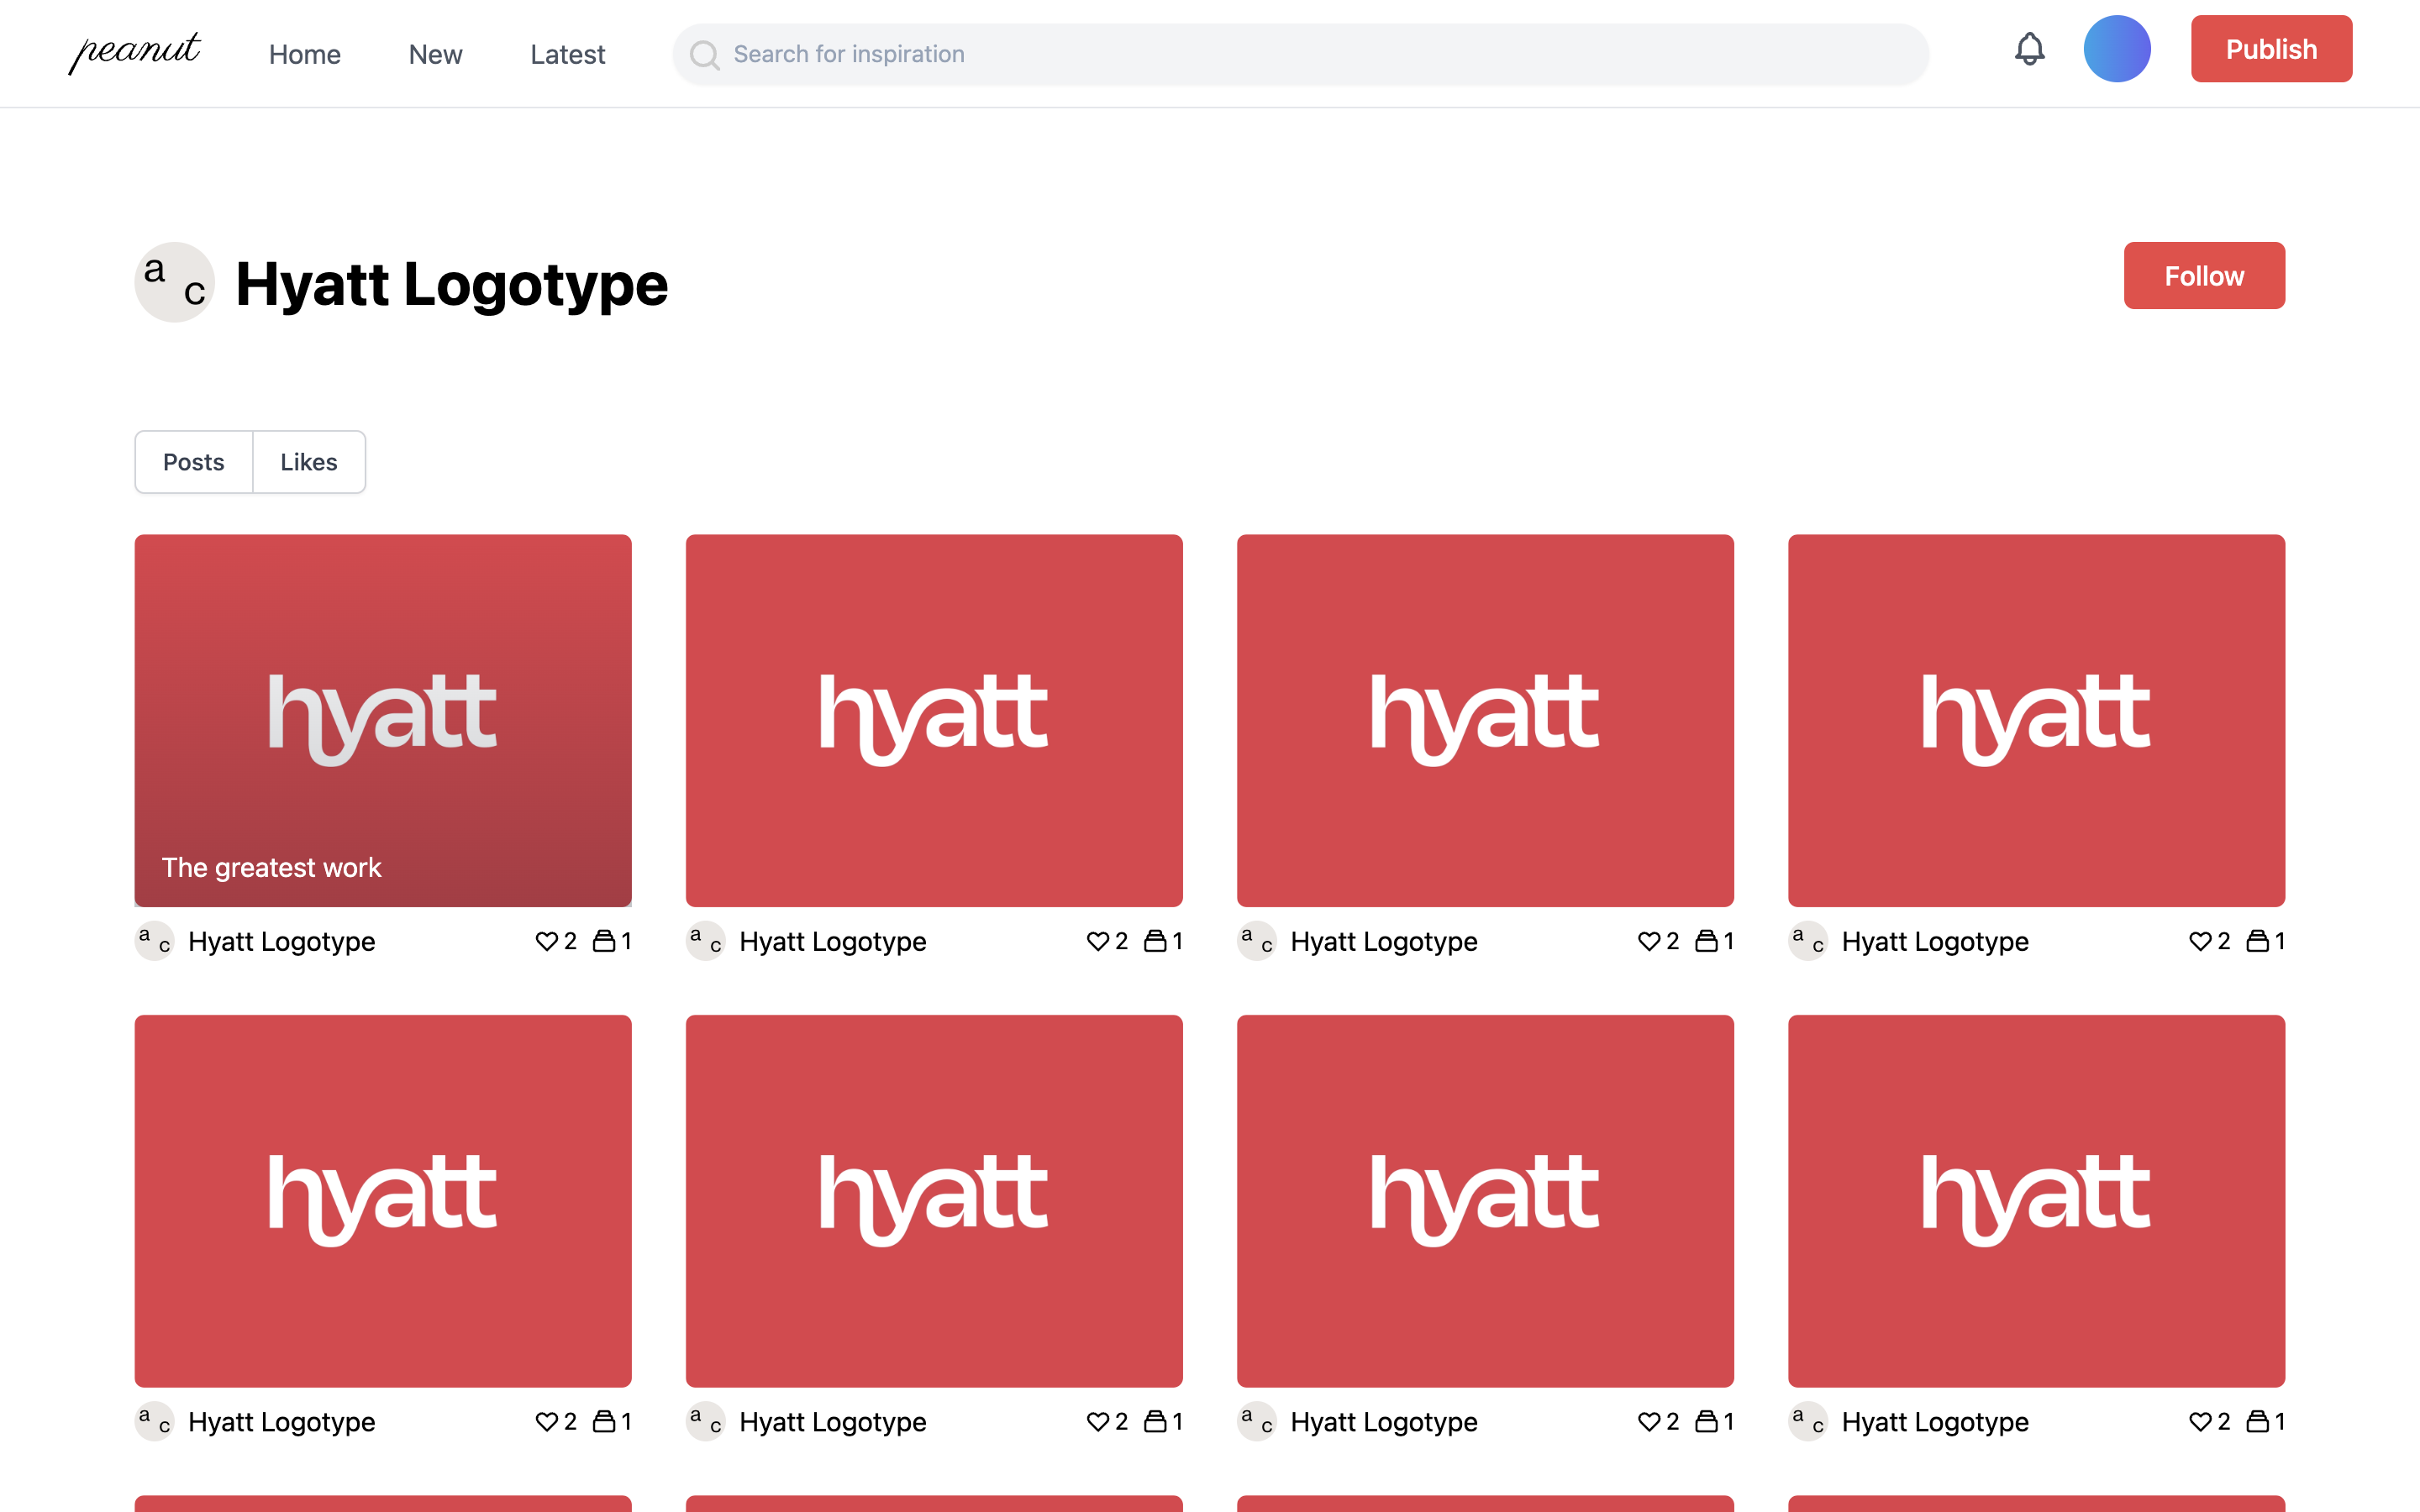 peanut Home New Latest Search for inspiration Publish
a c Hyatt Logotype Follow
Posts Likes
hyatt hyatt hyatt hyatt
The greatest work
a c Hyatt Logotype 2 1 a c Hyatt Logotype 2 1 a c Hyatt Logotype 2 1 a c Hyatt Logotype 2 1
hyatt hyatt hyatt hyatt
a c Hyatt Logotype 2 1 a c Hyatt Logotype 2 1 a c Hyatt Logotype 2 1 a c Hyatt Logotype 2 1